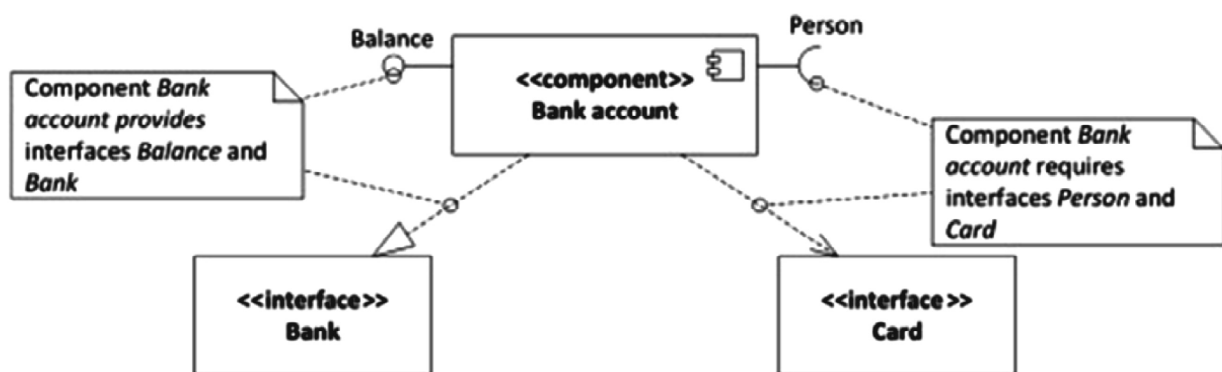 Balance
Person
<<component>>
Bank account
Component Bank
account provides
interfaces Balance and
Bank
Component Bank
account requires
interfaces Person and
Card
<<interface>>
Bank
<<interface>>
Card